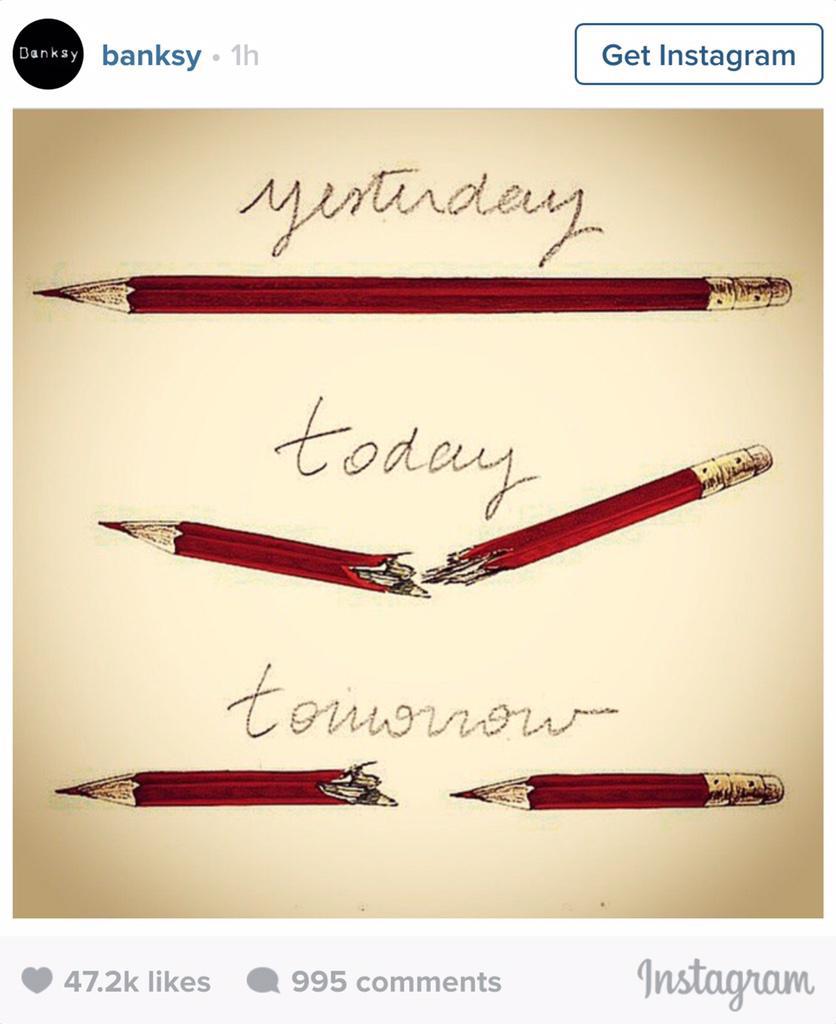 Banksy
banksy • 1h
Get Instagram
yesterday
today
tomorrow
47.2k likes
995 comments
Instagram